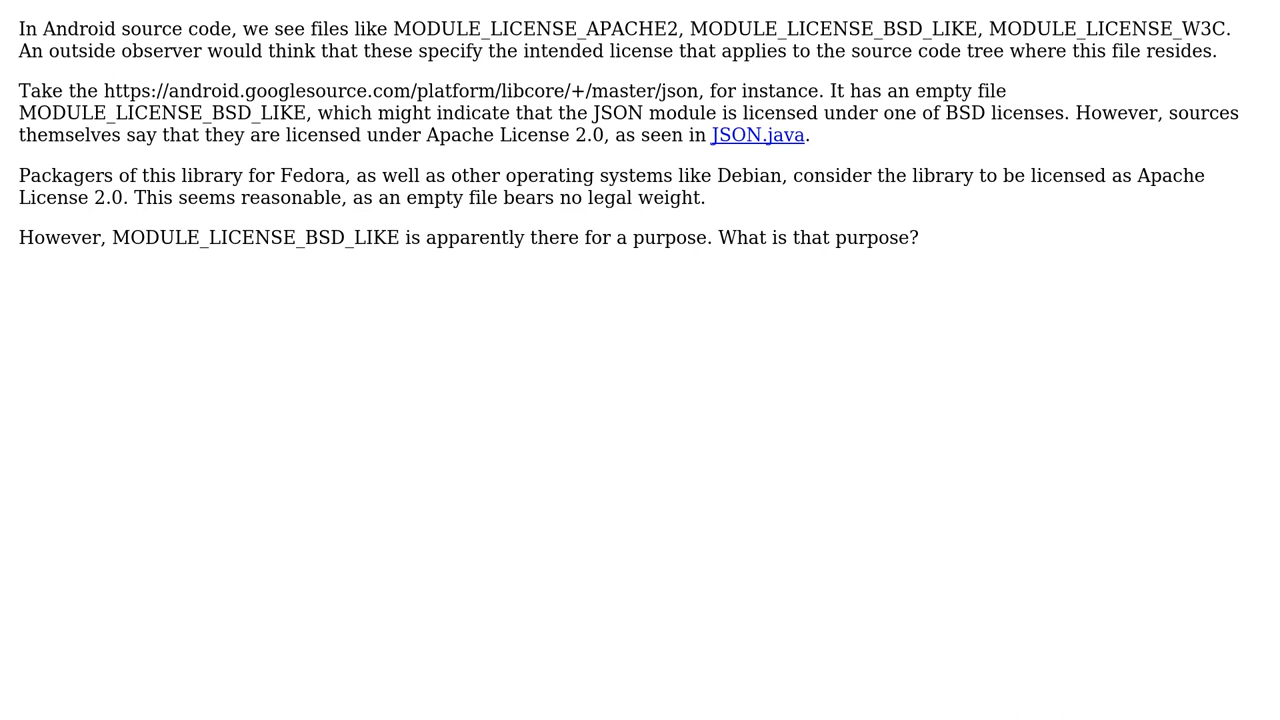 In Android source code, we see files like MODULE_LICENSE_APACHE2, MODULE_LICENSE_BSD_LIKE, MODULE_LICENSE_W3C.
An outside observer would think that these specify the intended license that applies to the source code tree where this file resides.
Take the https://android.googlesource.com/platform/libcore/+/master/json, for instance. It has an empty file
MODULE_LICENSE_BSD_LIKE, which might indicate that the JSON module is licensed under one of BSD licenses. However, sources
themselves say that they are licensed under Apache License 2.0, as seen in JSON.java.
Packagers of this library for Fedora, as well as other operating systems like Debian, consider the library to be licensed as Apache
License 2.0. This seems reasonable, as an empty file bears no legal weight.
However, MODULE_LICENSE_BSD_LIKE is apparently there for a purpose. What is that purpose?